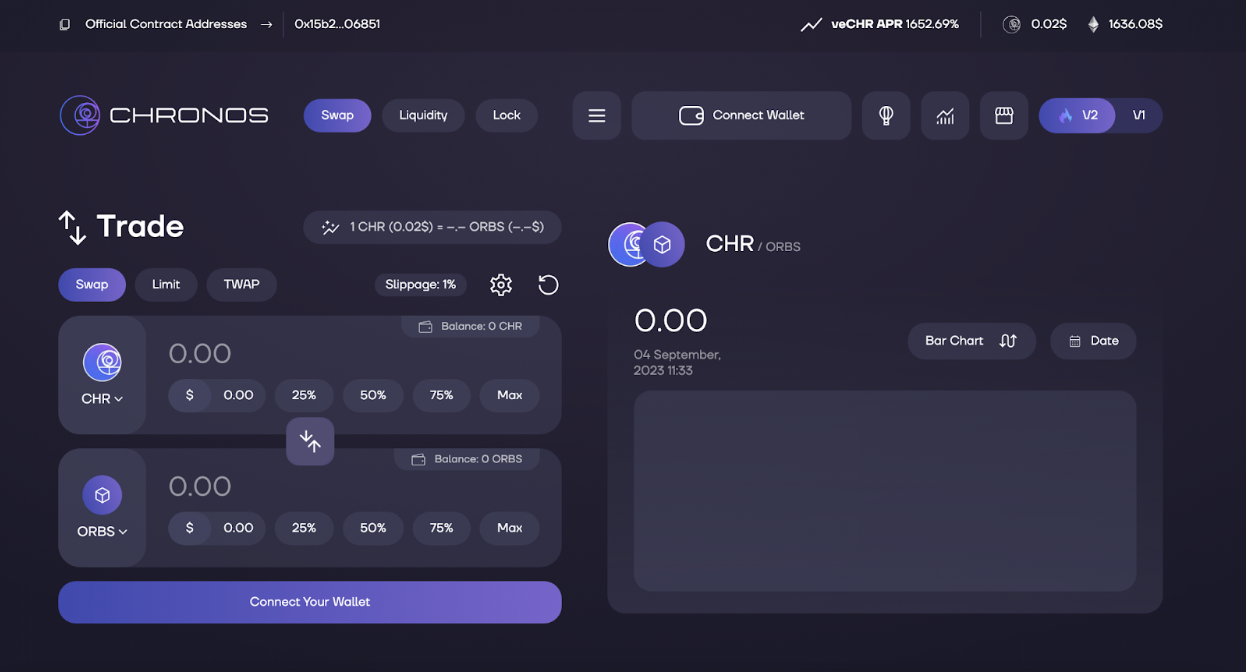 Official Contract Addresses → 0x15b2...06851 veCHR APR 1652.69% 0.02$ 1636.08$
CHRONOS Swap Liquidity Lock Connect Wallet V2 V1
Trade 1 CHR (0.02$) = –.– ORBS (–.–$)
CHR / ORBS
Swap Limit TWAP Slippage: 1%
Balance: 0 CHR
0.00
CHR
$ 0.00 25% 50% 75% Max
Balance: 0 ORBS
0.00
ORBS
$ 0.00 25% 50% 75% Max
Connect Your Wallet
0.00
04 September,
2023 11:33
Bar Chart Date